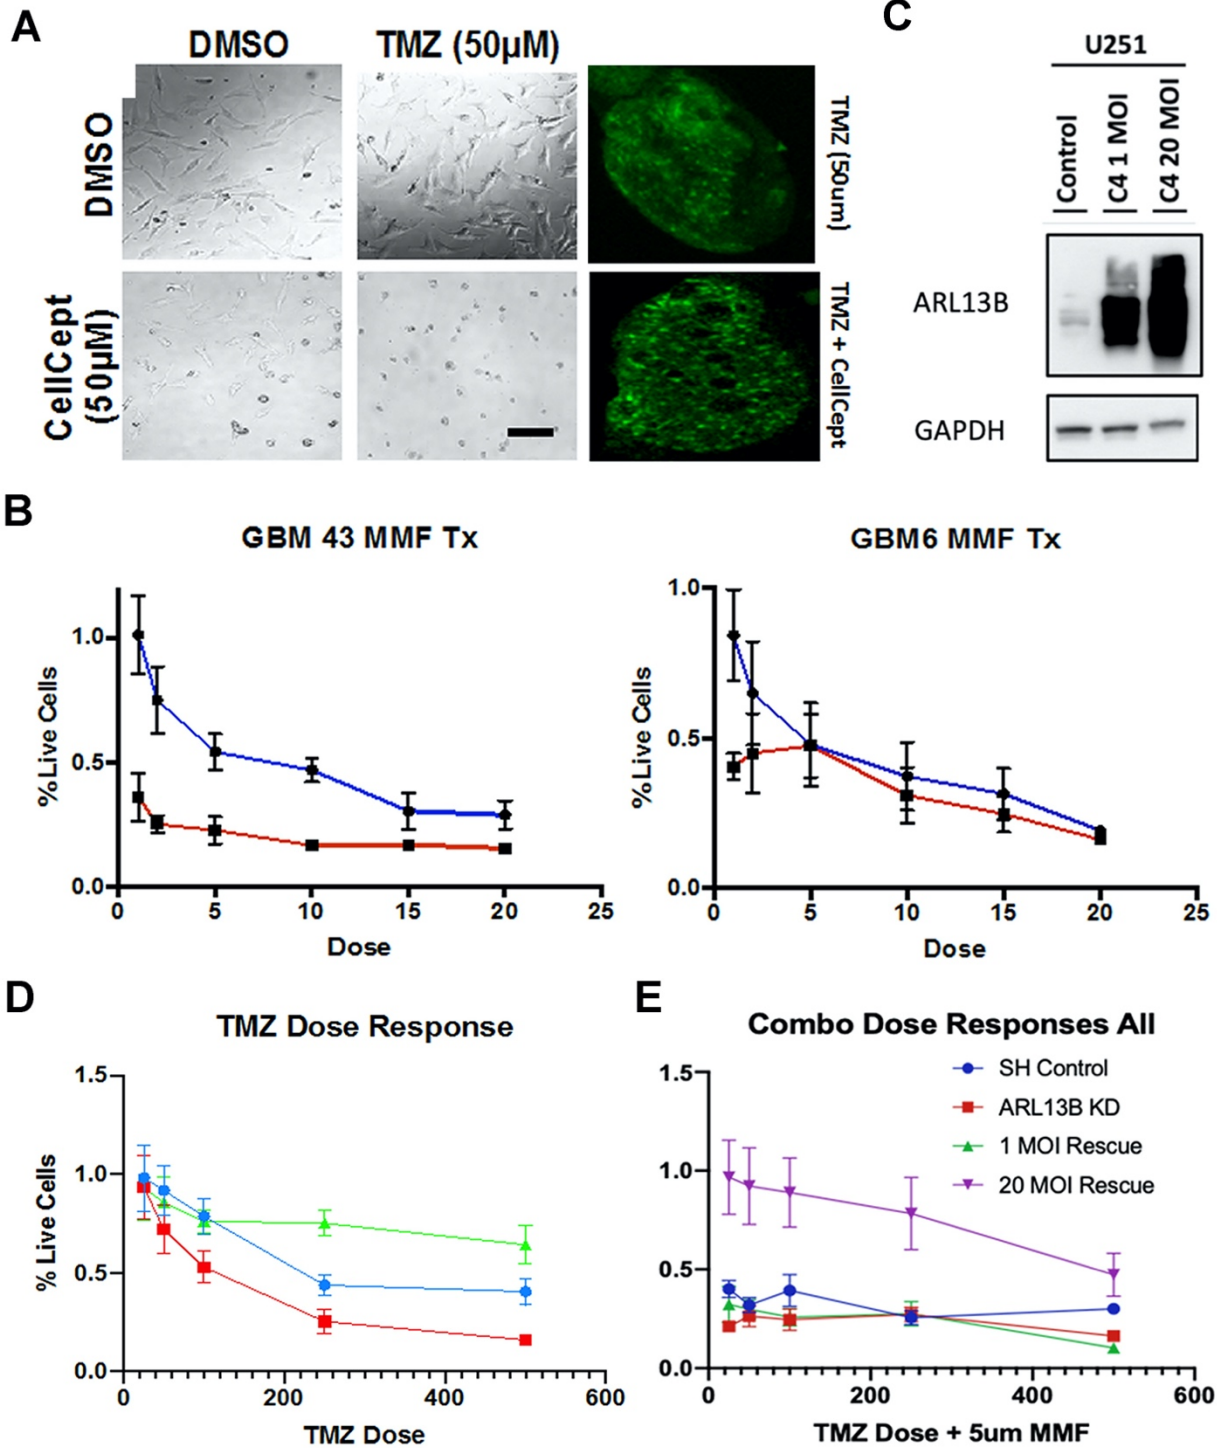 A
DMSO
TMZ (50µM)
DMSO
CellCept
(50µM)
TMZ (50um)
TMZ + CellCept
C
U251
Control
C4 1 MOI
C4 20 MOI
ARL13B
GAPDH
B
GBM 43 MMF Tx
%Live Cells
1.0
0.5
0.0
0 5 10 15 20 25
Dose
GBM6 MMF Tx
%Live Cells
1.0
0.5
0.0
0 5 10 15 20 25
Dose
D
TMZ Dose Response
% Live Cells
1.5
1.0
0.5
0.0
0 200 400 600
TMZ Dose
E
Combo Dose Responses All
SH Control
ARL13B KD
1 MOI Rescue
20 MOI Rescue
1.5
1.0
0.5
0.0
0 200 400 600
TMZ Dose + 5um MMF